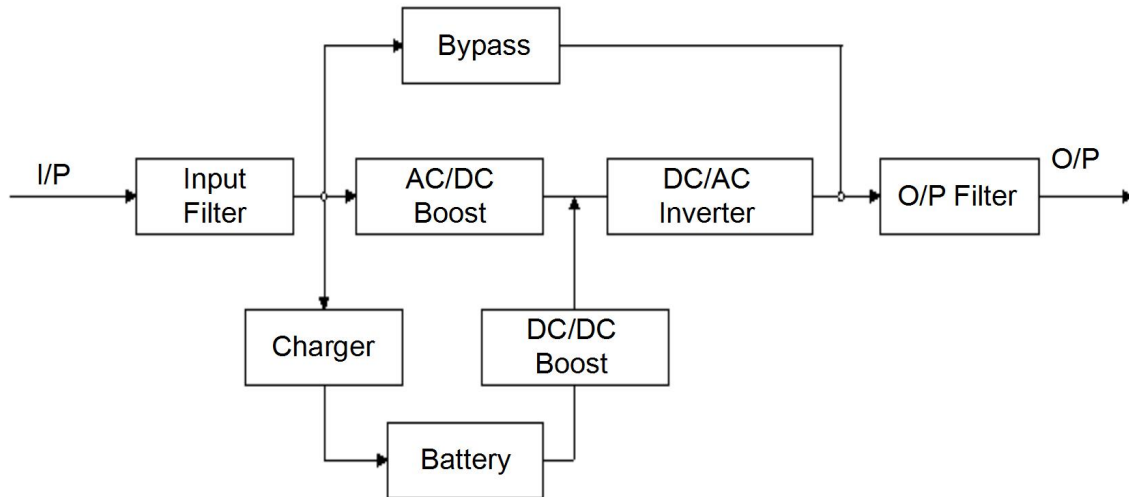 Bypass
I/P
Input
Filter
AC/DC
Boost
DC/AC
Inverter
O/P Filter
O/P
Charger
DC/DC
Boost
Battery